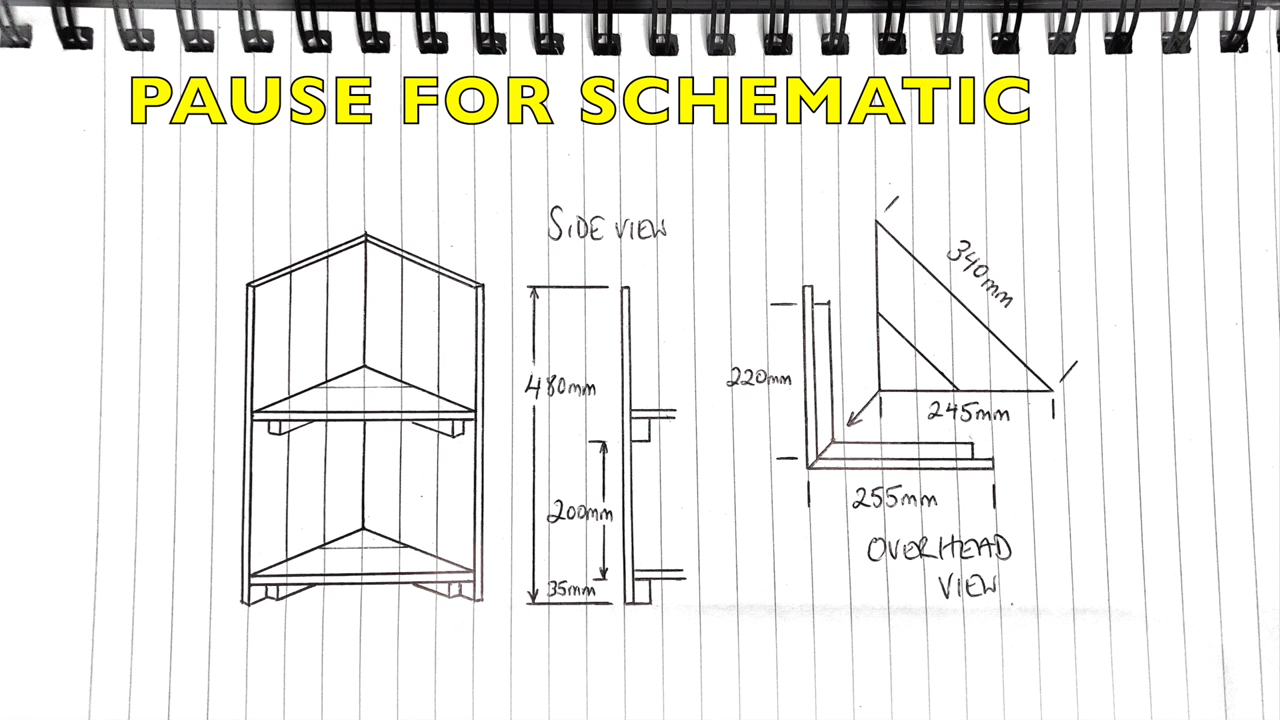 PAUSE FOR SCHEMATIC
SIDE VIEW
480mm
200mm
35mm
340mm
220mm
245mm
255mm
OVERHEAD
VIEW